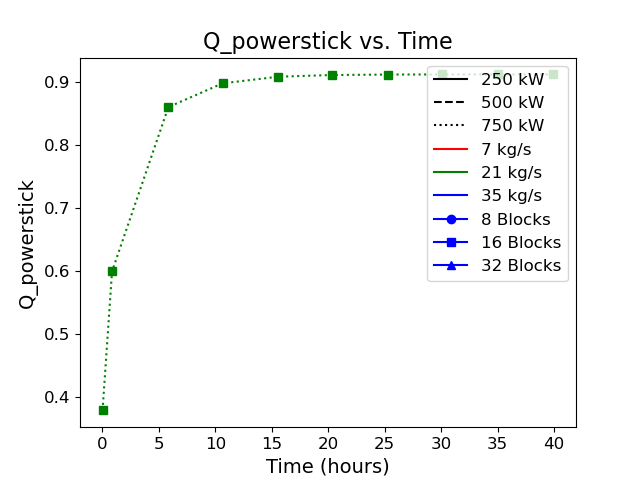 Q_powerstick vs. Time
0.9
0.8
0.7
0.6
0.5
0.4
Q_powerstick
250 kW
500 kW
750 kW
7 kg/s
21 kg/s
35 kg/s
8 Blocks
16 Blocks
32 Blocks
0 5 10 15 20 25 30 35 40
Time (hours)